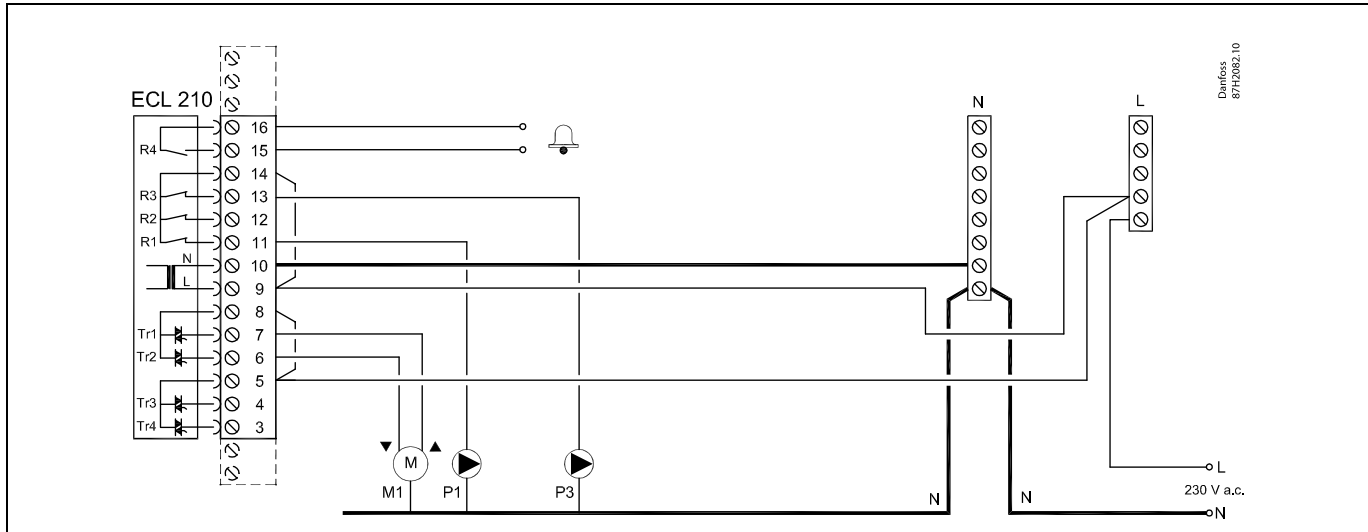 Danfoss
87H2082.10
ECL 210
N
L
16
R4
15
14
R3
13
R2
12
R1
11
N
10
L
9
8
Tr1
7
Tr2
6
5
Tr3
4
Tr4
3
M
M1
P1
P3
N
N
L
230 V a.c.
N